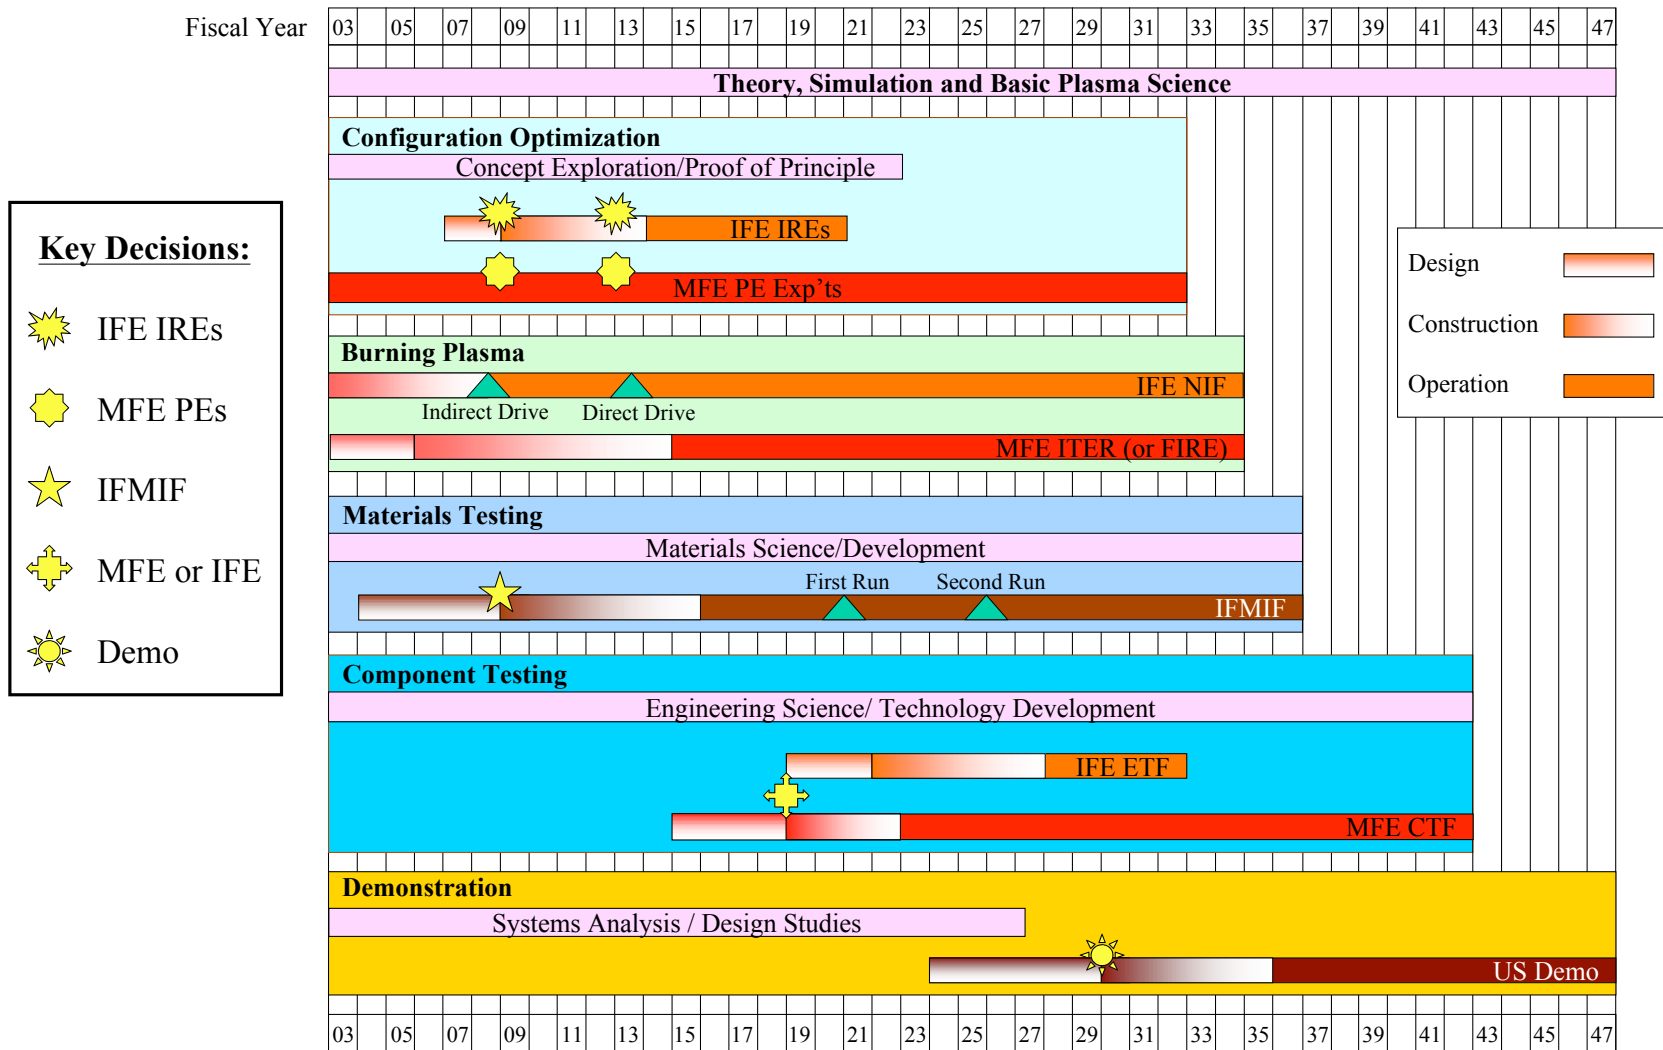 Fiscal Year 03 05 07 09 11 13 15 17 19 21 23 25 27 29 31 33 35 37 39 41 43 45 47
Theory, Simulation and Basic Plasma Science
Configuration Optimization
Concept Exploration/Proof of Principle
IFE IREs
MFE PE Exp’ts
Burning Plasma
IFE NIF
Indirect Drive
Direct Drive
MFE ITER (or FIRE)
Materials Testing
Materials Science/Development
First Run
Second Run
IFMIF
Component Testing
Engineering Science/ Technology Development
IFE ETF
MFE CTF
Demonstration
Systems Analysis / Design Studies
US Demo
03 05 07 09 11 13 15 17 19 21 23 25 27 29 31 33 35 37 39 41 43 45 47
Key Decisions:
IFE IREs
MFE PEs
IFMIF
MFE or IFE
Demo
Design
Construction
Operation